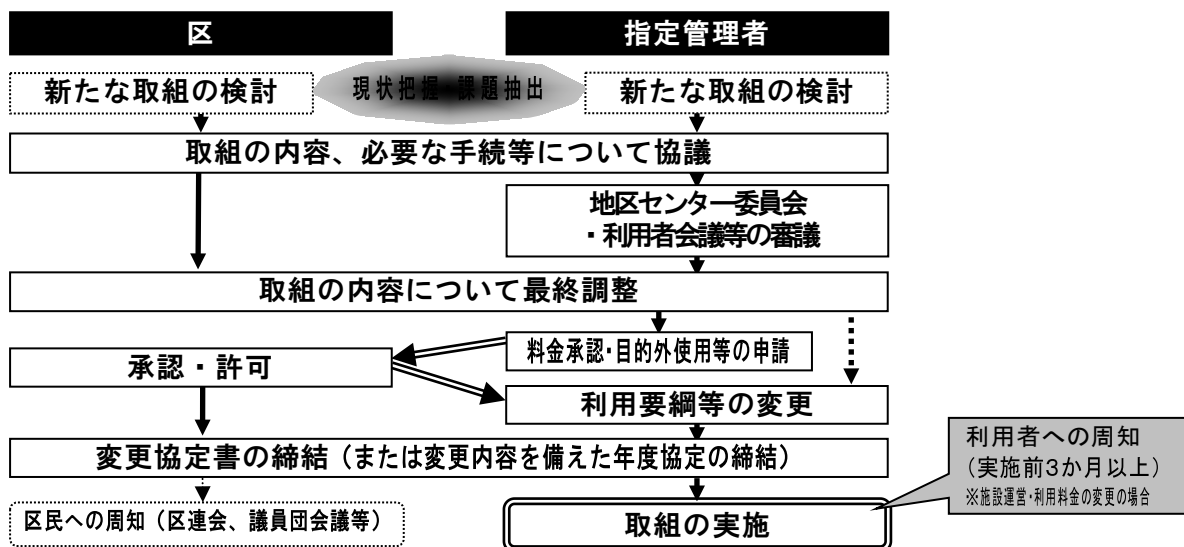 区
指定管理者
新たな取組の検討
現状把握・課題抽出
新たな取組の検討
取組の内容、必要な手続等について協議
地区センター委員会
・利用者会議等の審議
取組の内容について最終調整
料金承認・目的外使用等の申請
承認・許可
利用要綱等の変更
変更協定書の締結（または変更内容を備えた年度協定の締結）
利用者への周知
（実施前3か月以上）
※施設運営・利用料金の変更の場合
区民への周知（区連会、議員団会議等）
取組の実施